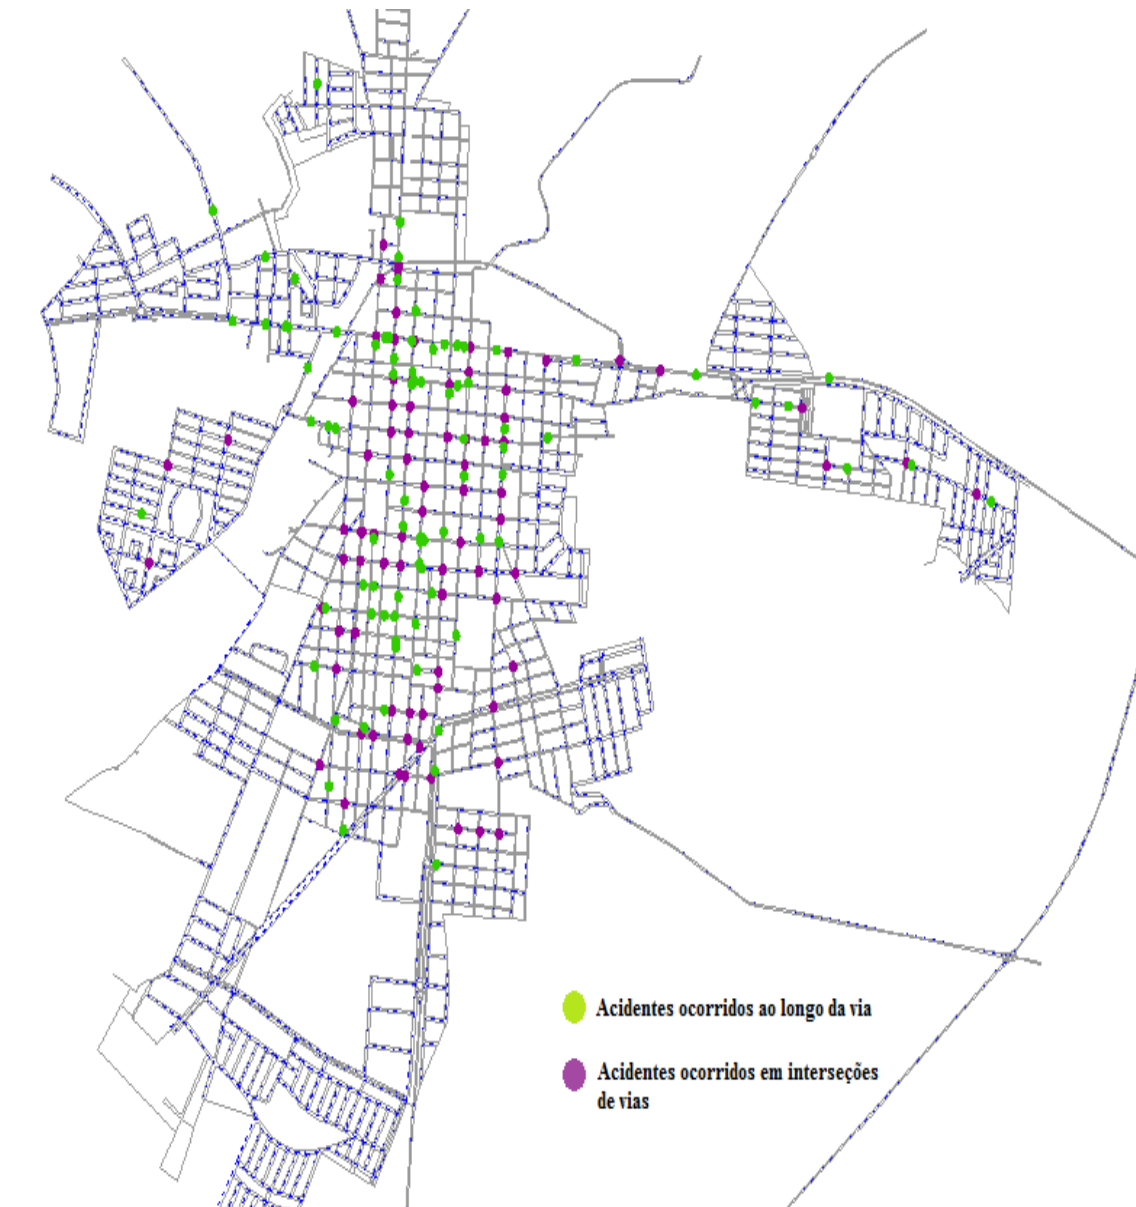 Acidentes ocorridos ao longo da via
Acidentes ocorridos em interseções
de vias